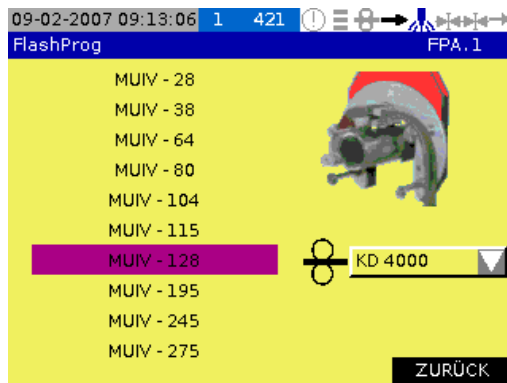 09-02-2007 09:13:06 1 421
FlashProg FPA.1
MUIV - 28
MUIV - 38
MUIV - 64
MUIV - 80
MUIV - 104
MUIV - 115
MUIV - 128
KD 4000
MUIV - 195
MUIV - 245
MUIV - 275
ZURÜCK